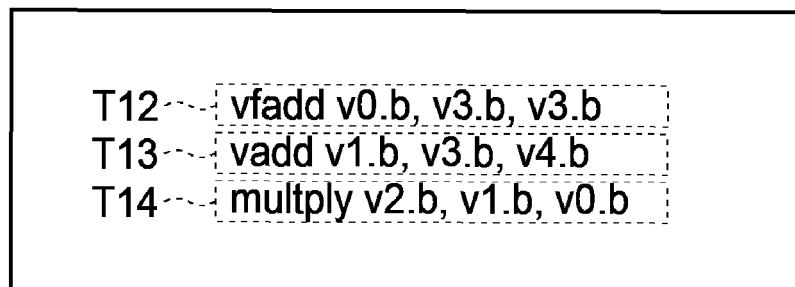 T12 vfadd v0.b, v3.b, v3.b
T13 vadd v1.b, v3.b, v4.b
T14 multply v2.b, v1.b, v0.b